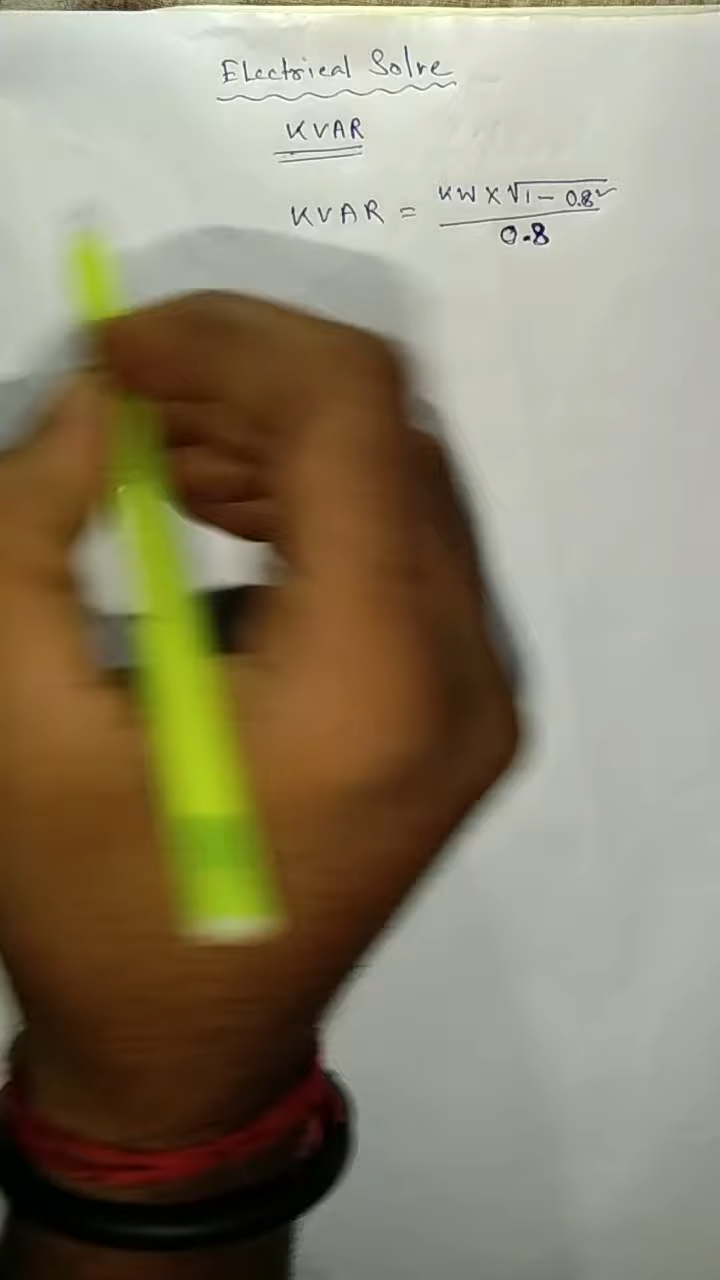 Electrical Solve
KVAR
KVAR = KW X √1 - 0.8²
0.8